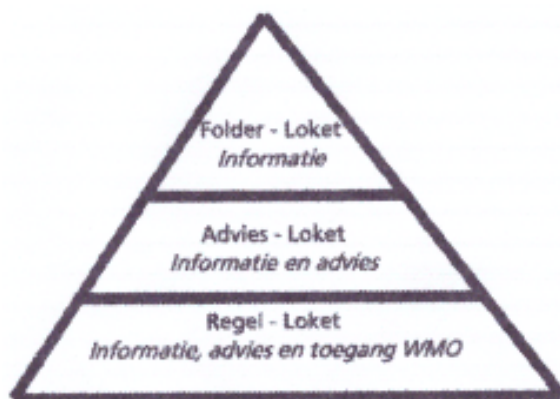 Folder - Loket
Informatie
Advies - Loket
Informatie en advies
Regel - Loket
Informatie, advies en toegang WMO